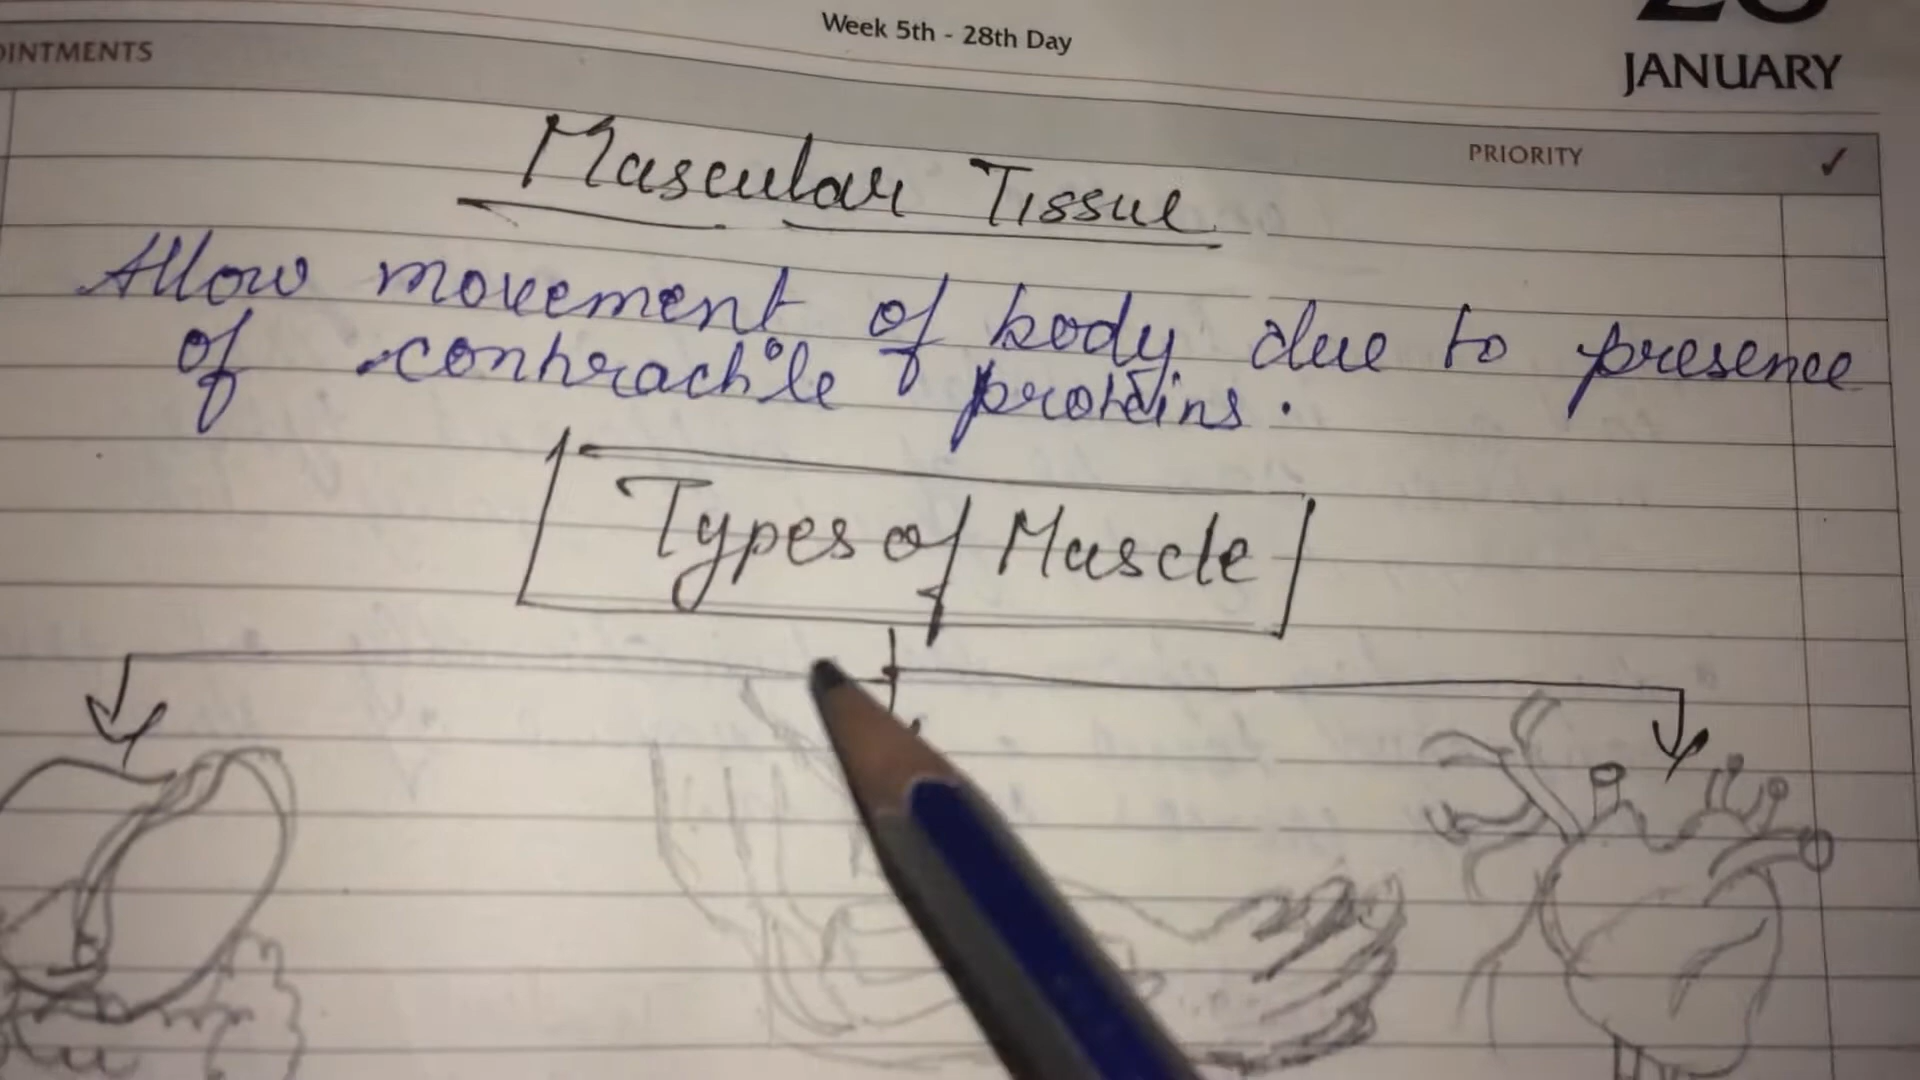 Week 5th - 28th Day
JANUARY
OINTMENTS
PRIORITY
Muscular Tissue
Allow movement of body due to presence
of contractile proteins.
Types of Muscle